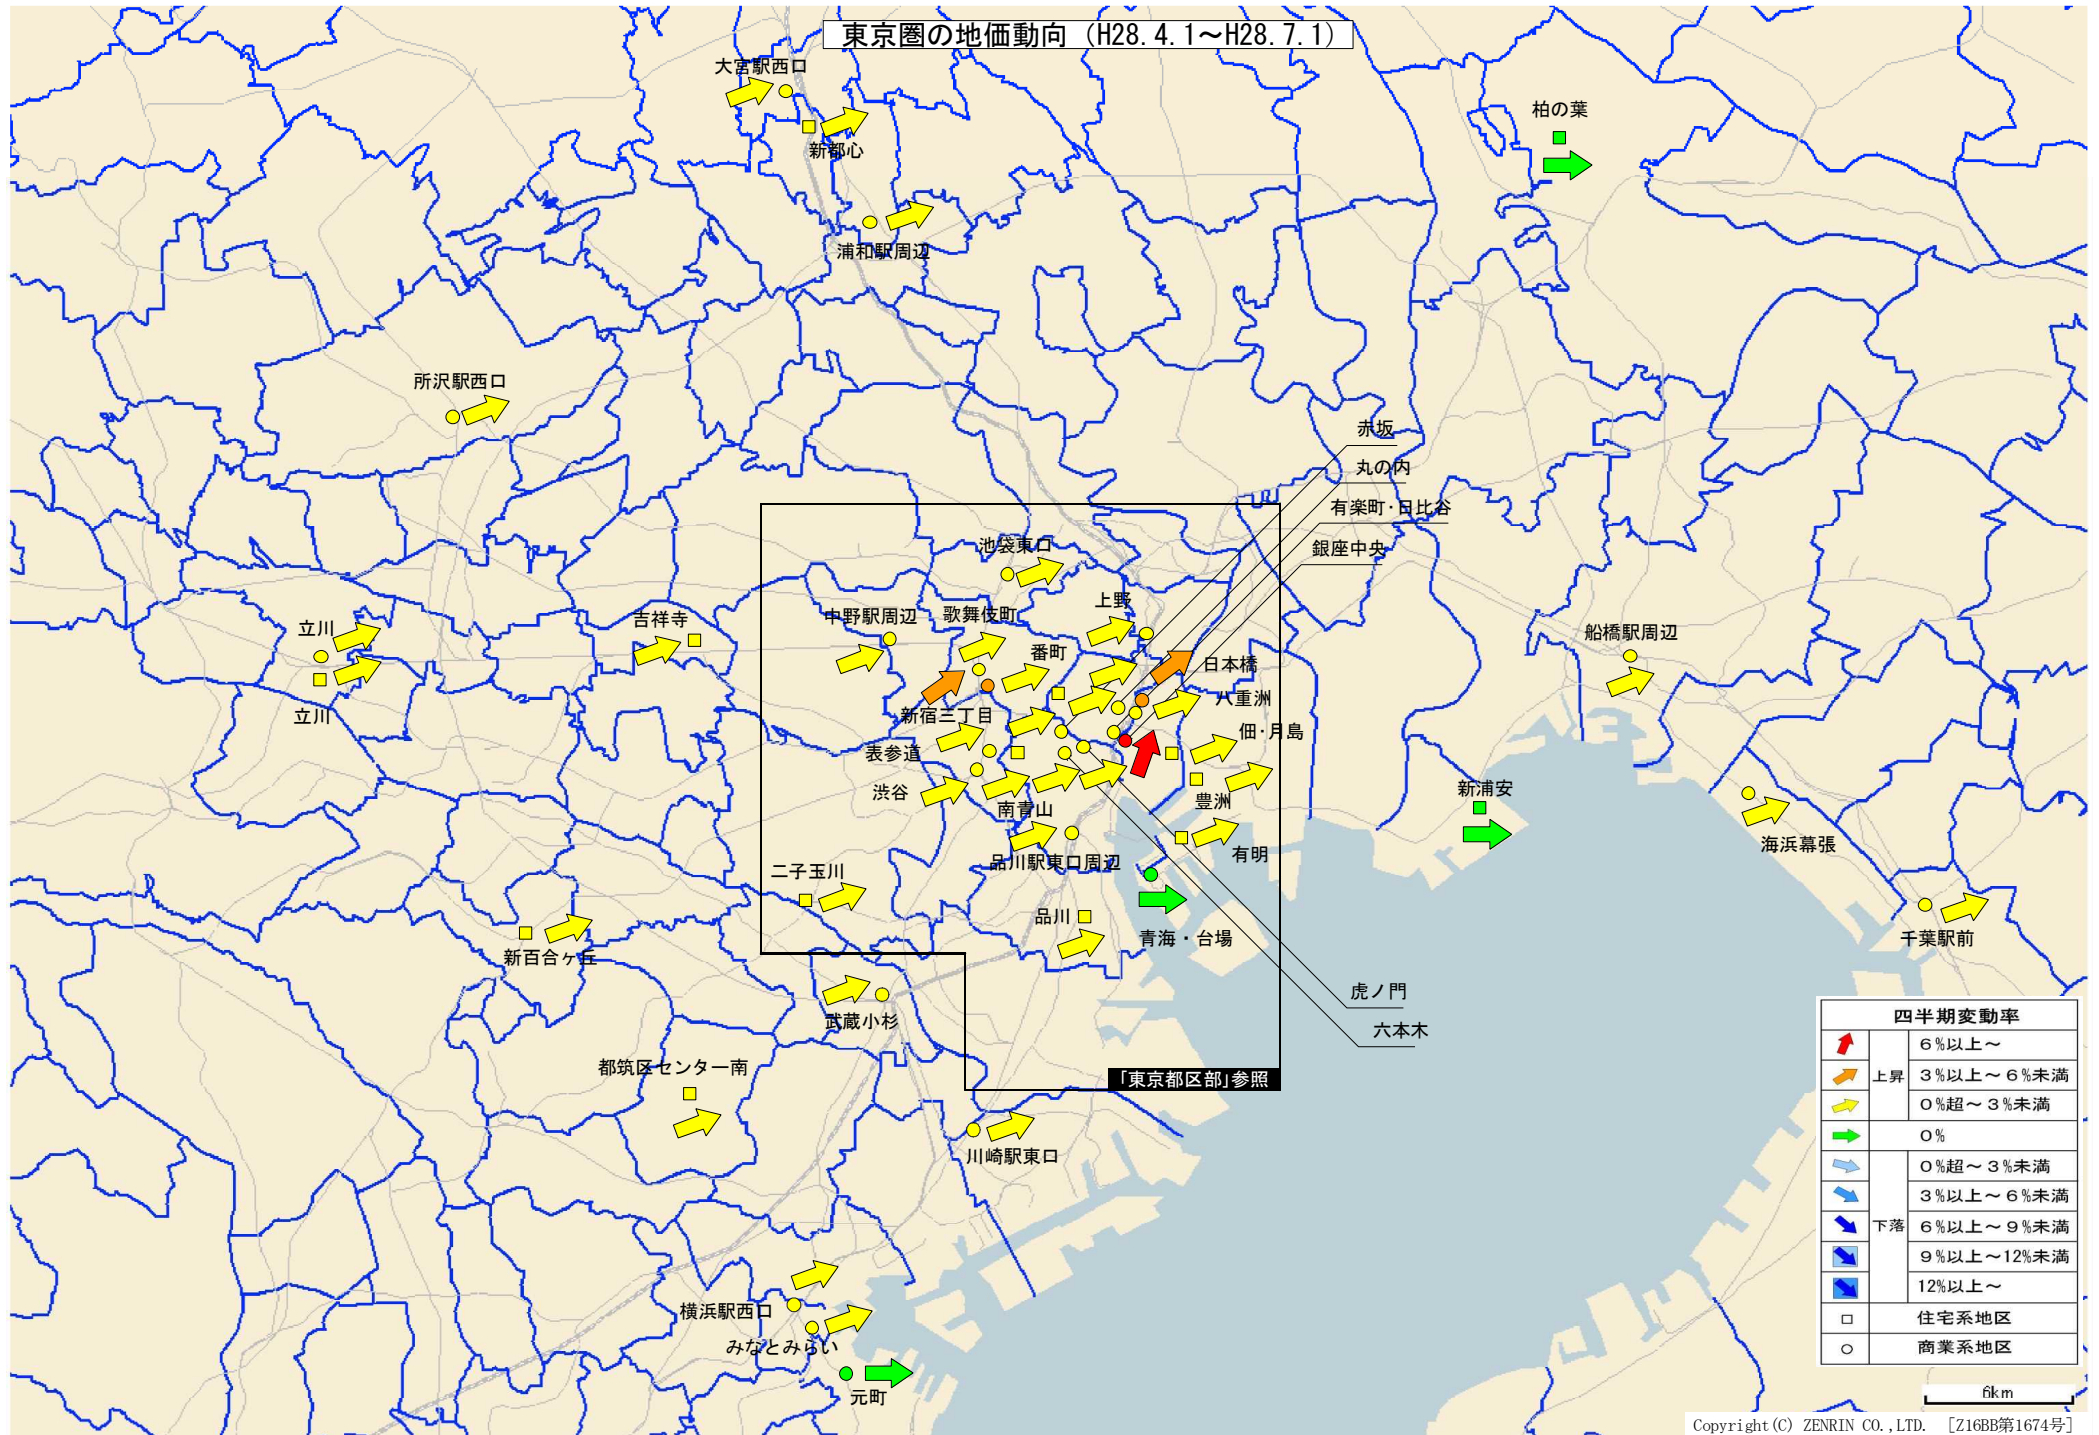 東京圏の地価動向（H28.4.1～H28.7.1）
大宮駅西口
新都心
柏の葉
浦和駅周辺
所沢駅西口
赤坂
丸の内
有楽町・日比谷
銀座中央
池袋東口
上野
中野駅周辺
歌舞伎町
吉祥寺
立川
立川
船橋駅周辺
番町
日本橋
八重洲
新宿三丁目
佃・月島
表参道
渋谷
南青山
豊洲
新浦安
海浜幕張
有明
品川駅東口周辺
二子玉川
品川
青海・台場
千葉駅前
新百合ヶ丘
虎ノ門
武蔵小杉
六本木
都筑区センター南
「東京都区部」参照
川崎駅東口
横浜駅西口
みなとみらい
元町
四半期変動率
上昇
6%以上～
3%以上～6%未満
0%超～3%未満
0%
下落
0%超～3%未満
3%以上～6%未満
6%以上～9%未満
9%以上～12%未満
12%以上～
住宅系地区
商業系地区
6km
Copyright(C) ZENRIN CO.,LTD. [Z16BB第1674号]